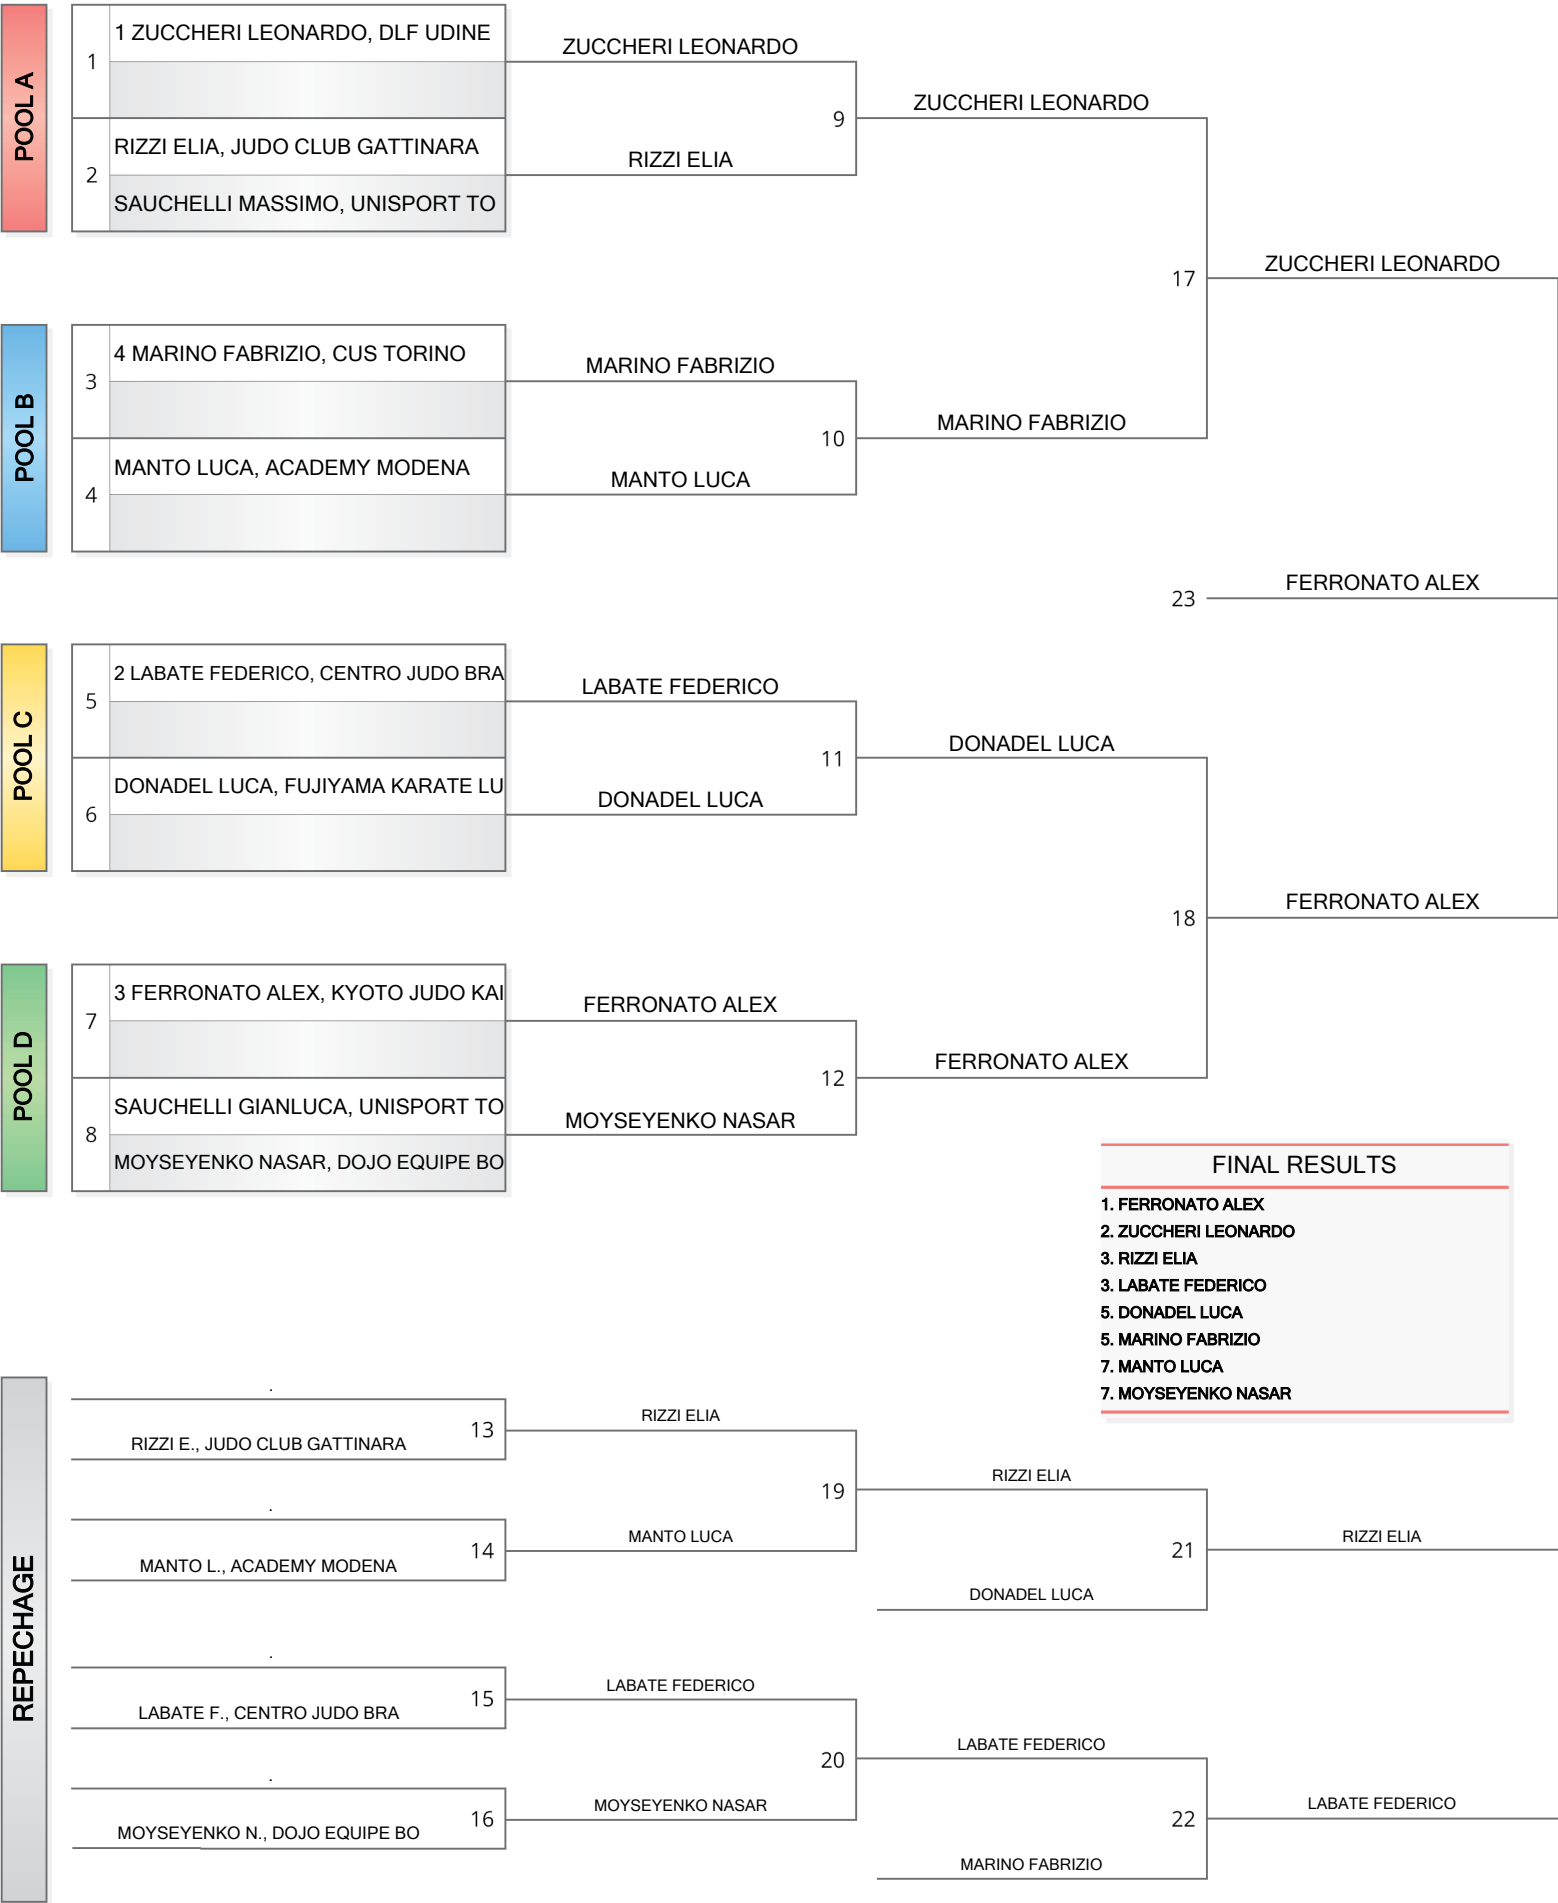 POOL A
1
1 ZUCCHERI LEONARDO, DLF UDINE
2
RIZZI ELIA, JUDO CLUB GATTINARA
SAUCHELLI MASSIMO, UNISPORT TO
ZUCCHERI LEONARDO
9
RIZZI ELIA
ZUCCHERI LEONARDO
17
ZUCCHERI LEONARDO
POOL B
3
4 MARINO FABRIZIO, CUS TORINO
4
MANTO LUCA, ACADEMY MODENA
MARINO FABRIZIO
10
MANTO LUCA
MARINO FABRIZIO
23
FERRONATO ALEX
POOL C
5
2 LABATE FEDERICO, CENTRO JUDO BRA
6
DONADEL LUCA, FUJIYAMA KARATE LU
LABATE FEDERICO
11
DONADEL LUCA
DONADEL LUCA
18
FERRONATO ALEX
POOL D
7
3 FERRONATO ALEX, KYOTO JUDO KAI
8
SAUCHELLI GIANLUCA, UNISPORT TO
MOYSEYENKO NASAR, DOJO EQUIPE BO
FERRONATO ALEX
12
MOYSEYENKO NASAR
FERRONATO ALEX
FINAL RESULTS
1. FERRONATO ALEX
2. ZUCCHERI LEONARDO
3. RIZZI ELIA
3. LABATE FEDERICO
5. DONADEL LUCA
5. MARINO FABRIZIO
7. MANTO LUCA
7. MOYSEYENKO NASAR
REPECHAGE
.
13
RIZZI E., JUDO CLUB GATTINARA
.
14
MANTO L., ACADEMY MODENA
RIZZI ELIA
19
MANTO LUCA
RIZZI ELIA
21
DONADEL LUCA
RIZZI ELIA
.
15
LABATE F., CENTRO JUDO BRA
.
16
MOYSEYENKO N., DOJO EQUIPE BO
LABATE FEDERICO
20
MOYSEYENKO NASAR
LABATE FEDERICO
22
MARINO FABRIZIO
LABATE FEDERICO